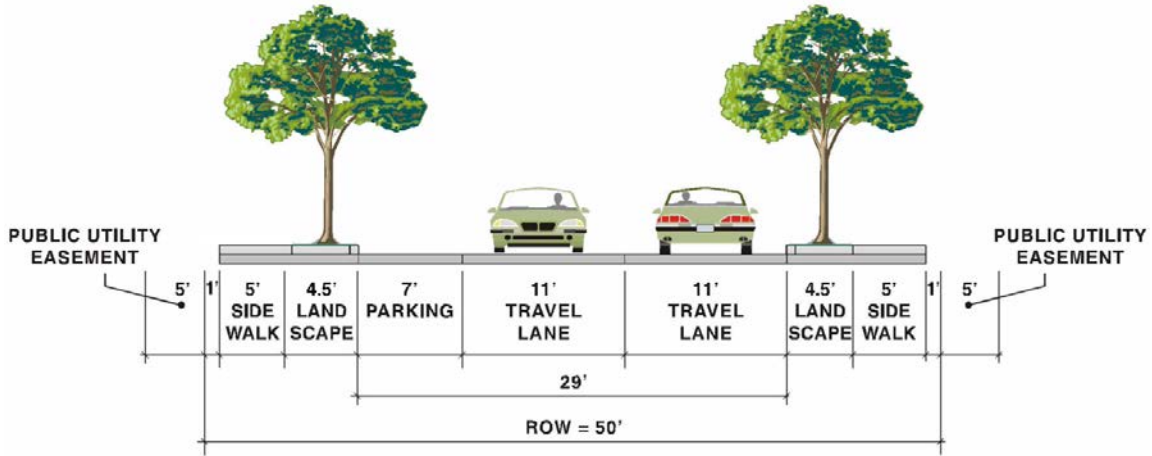 PUBLIC UTILITY
EASEMENT
PUBLIC UTILITY
EASEMENT
5' 1' 5' 4.5' 7' 11' 11' 4.5' 5' 1' 5'
SIDE LAND PARKING TRAVEL TRAVEL LAND SIDE
WALK SCAPE LANE LANE SCAPE WALK
29'
ROW = 50'